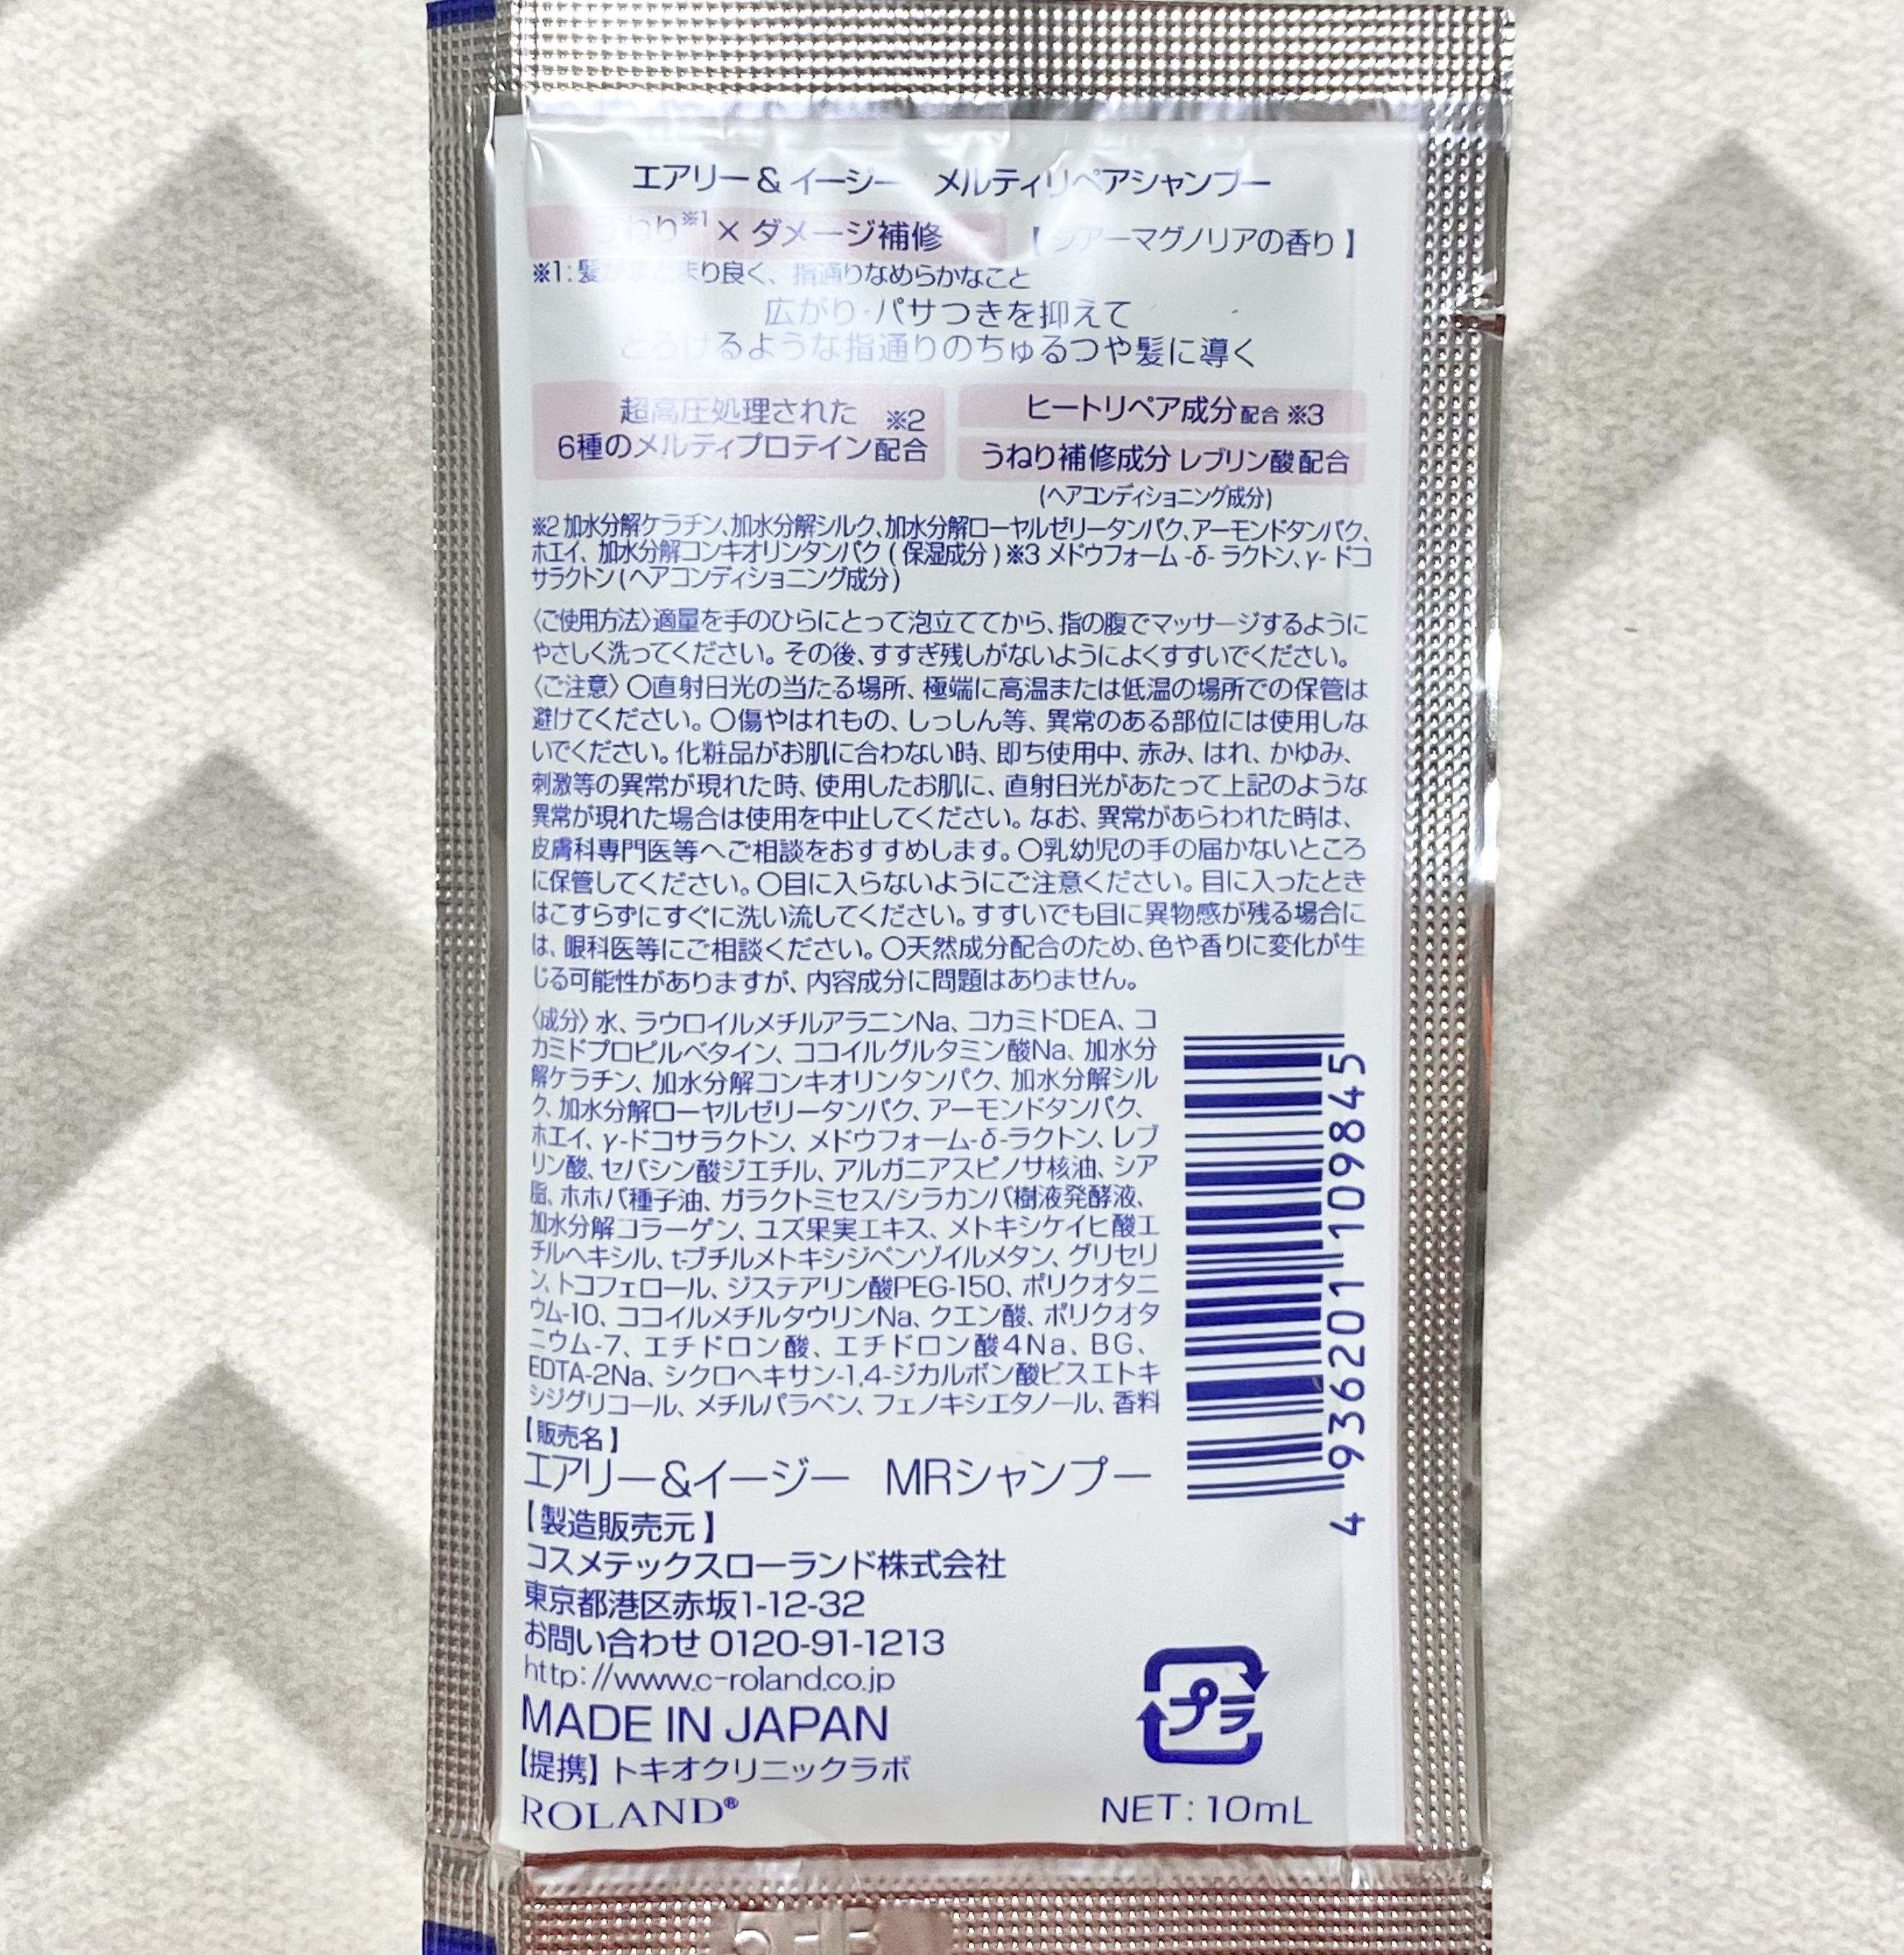 エアリー＆イージー　メルティリペアシャンプー
うねり※1×ダメージ補修　【シアーマグノリアの香り】
※1:髪がまとまり良く、指通りなめらかなこと
広がり・パサつきを抑えて
とろけるような指通りのちゅるつや髪に導く
超高圧処理された ※2
6種のメルティプロテイン配合
ヒートリペア成分配合 ※3
うねり補修成分 レブリン酸配合
(ヘアコンディショニング成分)
※2 加水分解ケラチン、加水分解シルク、加水分解ローヤルゼリータンパク、アーモンドタンパク、
ホエイ、加水分解コンキオリンタンパク(保湿成分)※3 メドウフォーム-δ-ラクトン、γ-ドコ
サラクトン(ヘアコンディショニング成分)
〈ご使用方法〉適量を手のひらにとって泡立ててから、指の腹でマッサージするように
やさしく洗ってください。その後、すすぎ残しがないようによくすすいでください。
〈ご注意〉〇直射日光の当たる場所、極端に高温または低温の場所での保管は
避けてください。〇傷やはれもの、しっしん等、異常のある部位には使用しな
いでください。化粧品がお肌に合わない時、即ち使用中、赤み、はれ、かゆみ、
刺激等の異常が現れた時、使用したお肌に、直射日光があたって上記のような
異常が現れた場合は使用を中止してください。なお、異常があらわれた時は、
皮膚科専門医等へご相談をおすすめします。〇乳幼児の手の届かないところ
に保管してください。〇目に入らないようにご注意ください。目に入ったとき
はこすらずにすぐに洗い流してください。すすいでも目に異物感が残る場合に
は、眼科医等にご相談ください。〇天然成分配合のため、色や香りに変化が生
じる可能性がありますが、内容成分に問題はありません。
〈成分〉水、ラウロイルメチルアラニンNa、コカミドDEA、コ
カミドプロピルベタイン、ココイルグルタミン酸Na、加水分
解ケラチン、加水分解コンキオリンタンパク、加水分解シル
ク、加水分解ローヤルゼリータンパク、アーモンドタンパク、
ホエイ、γ-ドコサラクトン、メドウフォーム-δ-ラクトン、レブ
リン酸、セバシン酸ジエチル、アルガニアスピノサ核油、シア
脂、ホホバ種子油、ガラクトミセス/シラカンバ樹液発酵液、
加水分解コラーゲン、ユズ果実エキス、メトキシケイヒ酸エ
チルヘキシル、t-ブチルメトキシジベンゾイルメタン、グリセリ
ン、トコフェロール、ジステアリン酸PEG-150、ポリクオタニ
ウム-10、ココイルメチルタウリンNa、クエン酸、ポリクオタ
ニウム-7、エチドロン酸、エチドロン酸4Na、BG、
EDTA-2Na、シクロヘキサン-1,4-ジカルボン酸ビスエトキ
シジグリコール、メチルパラベン、フェノキシエタノール、香料
4 936201 109845
【販売名】
エアリー＆イージー　MRシャンプー
【製造販売元】
コスメテックスローランド株式会社
東京都港区赤坂1-12-32
お問い合わせ 0120-91-1213
http://www.c-roland.co.jp
MADE IN JAPAN
【提携】トキオクリニックラボ
ROLAND®
プラ
NET:10mL